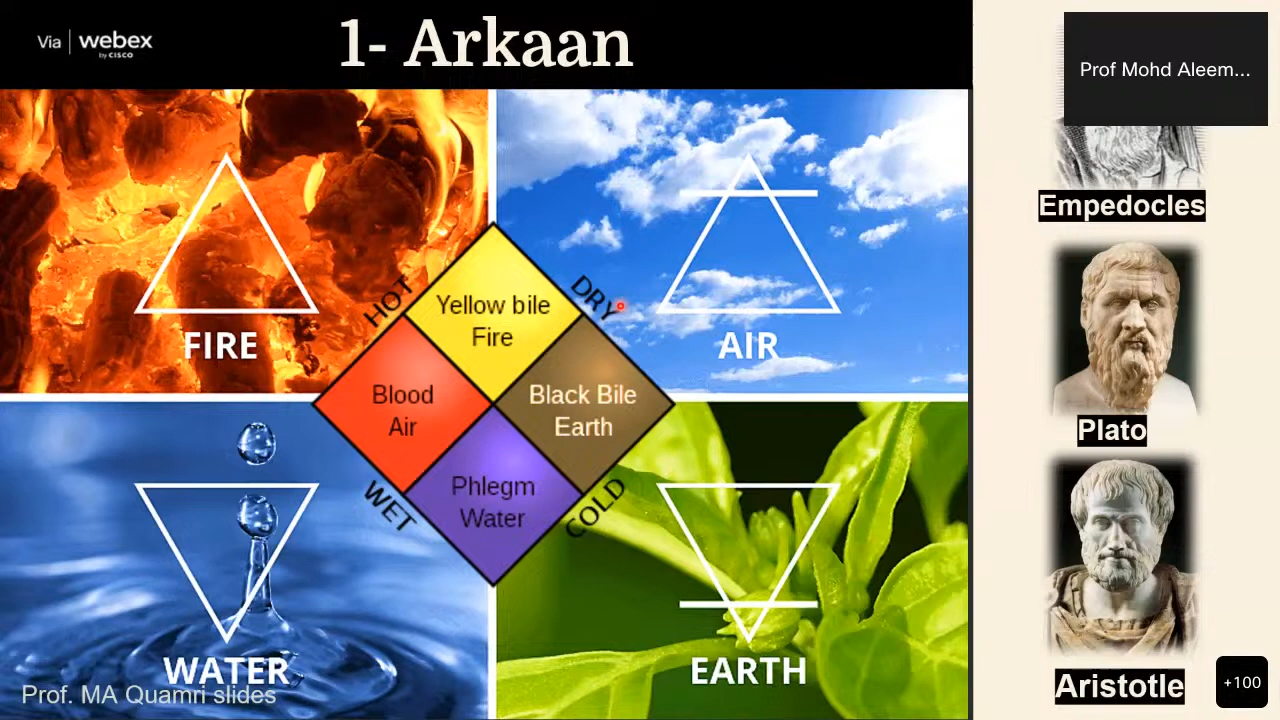 Via webex
by CISCO
1- Arkaan
Prof Mohd Aleem...
FIRE
AIR
HOT
DRY
Yellow bile
Fire
Blood
Air
Black Bile
Earth
Phlegm
Water
WET
COLD
WATER
EARTH
Prof. MA Quamri slides
Empedocles
Plato
Aristotle
+100